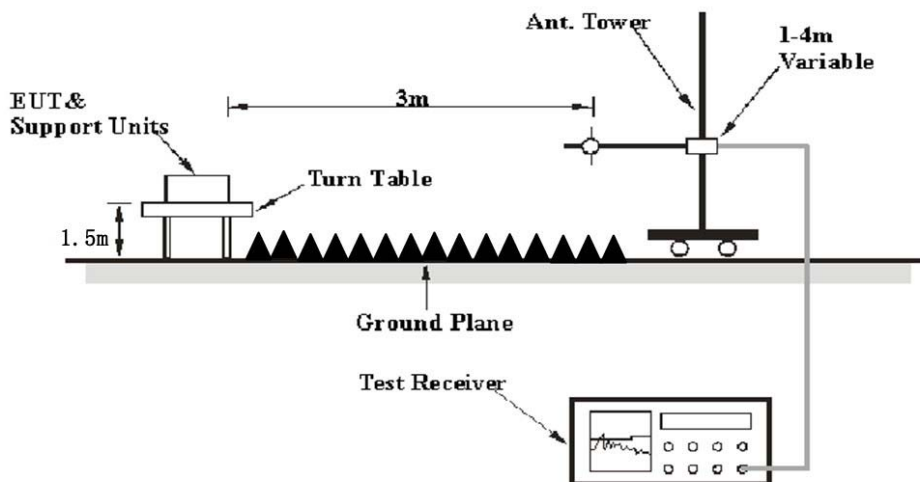 Ant. Tower
1-4m
Variable
3m
EUT &
Support Units
Turn Table
1.5m
Ground Plane
Test Receiver